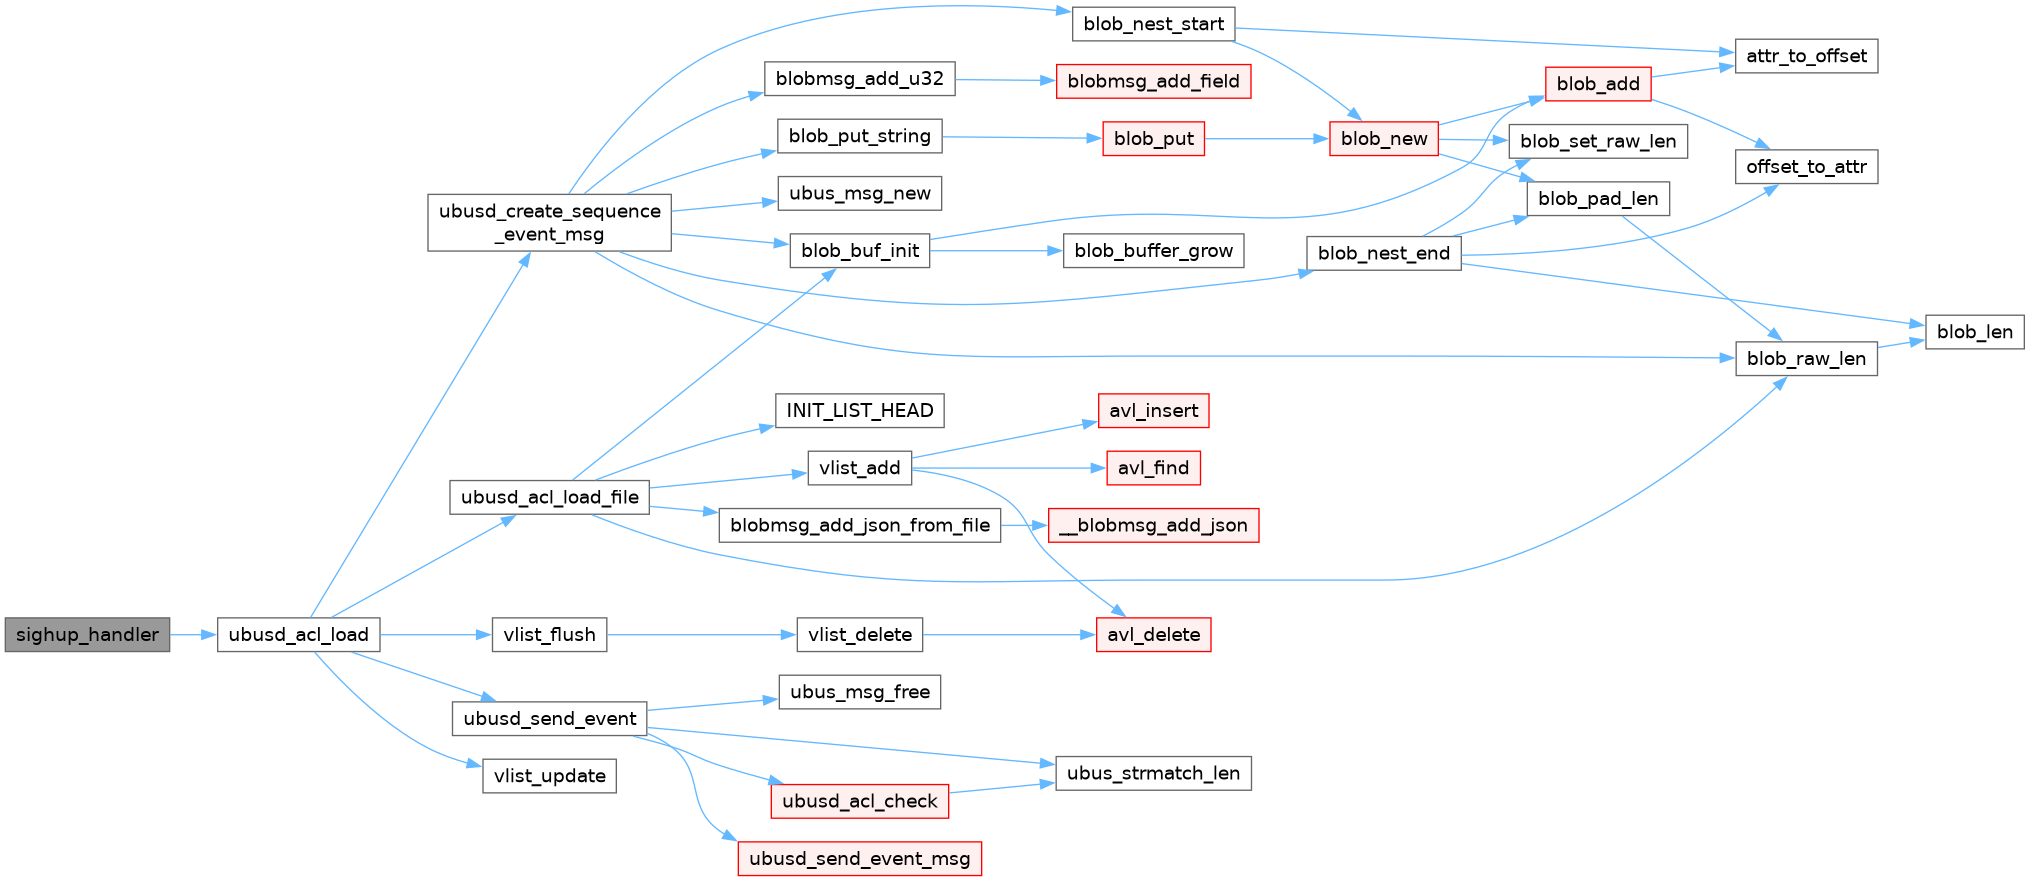 blob_nest_start
attr_to_offset
blobmsg_add_u32
blobmsg_add_field
blob_add
blob_put_string
blob_put
blob_new
blob_set_raw_len
offset_to_attr
ubusd_create_sequence
_event_msg
ubus_msg_new
blob_pad_len
blob_buf_init
blob_buffer_grow
blob_nest_end
blob_len
blob_raw_len
INIT_LIST_HEAD
avl_insert
vlist_add
avl_find
ubusd_acl_load_file
blobmsg_add_json_from_file
__blobmsg_add_json
sighup_handler
ubusd_acl_load
vlist_flush
vlist_delete
avl_delete
ubus_msg_free
ubusd_send_event
vlist_update
ubus_strmatch_len
ubusd_acl_check
ubusd_send_event_msg